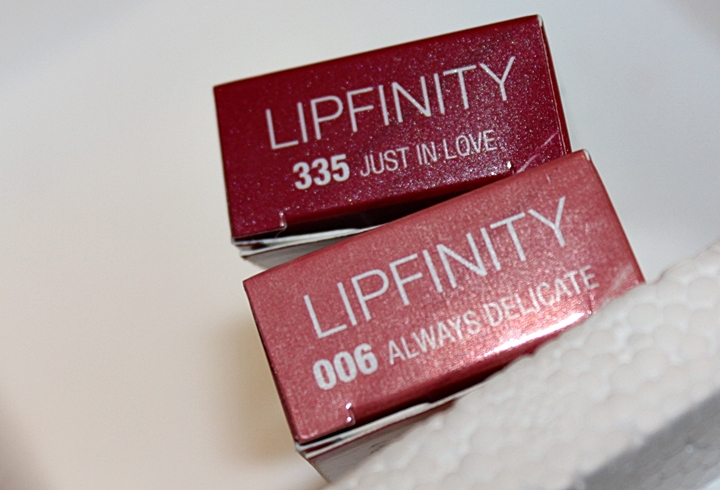 LIPFINITY
335 JUST IN LOVE
LIPFINITY
006 ALWAYS DELICATE